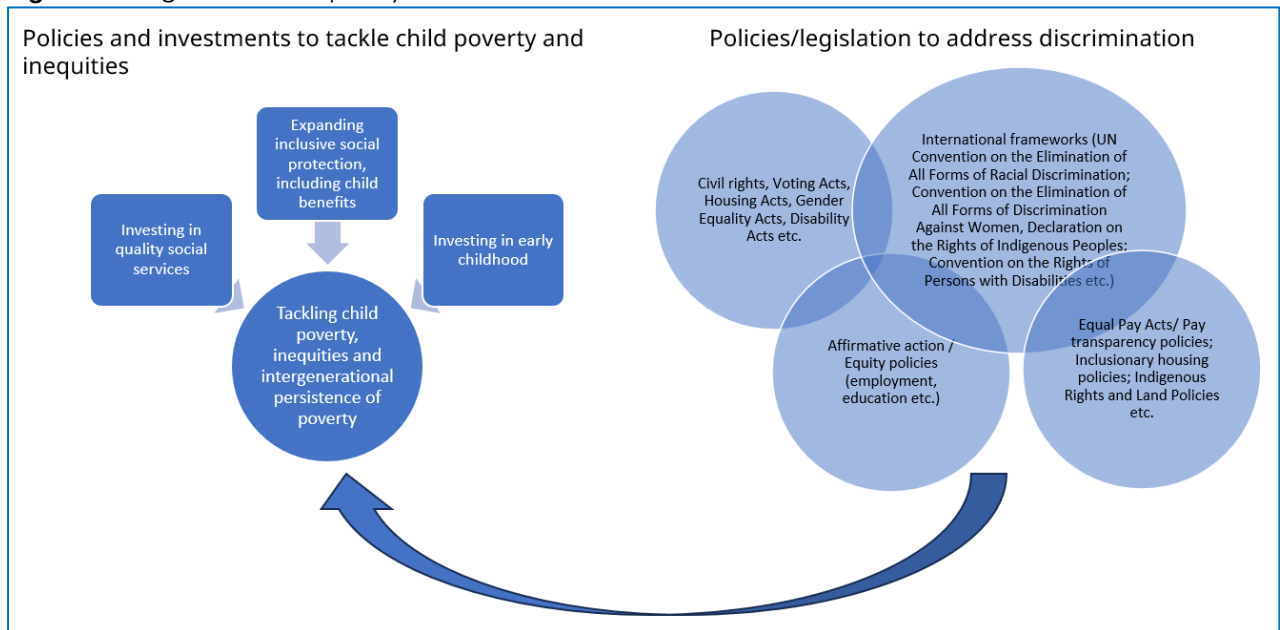 Policies and investments to tackle child poverty and
inequities
Expanding
inclusive social
protection,
including child
benefits
Investing in
quality social
services
Investing in early
childhood
Tackling child
poverty,
inequities and
intergenerational
persistence of
poverty
Policies/legislation to address discrimination
Civil rights, Voting Acts,
Housing Acts, Gender
Equality Acts, Disability
Acts etc.
International frameworks (UN
Convention on the Elimination of
All Forms of Racial Discrimination;
Convention on the Elimination of
All Forms of Discrimination
Against Women, Declaration on
the Rights of Indigenous Peoples:
Convention on the Rights of
Persons with Disabilities etc.)
Affirmative action /
Equity policies
(employment,
education etc.)
Equal Pay Acts/ Pay
transparency policies;
Inclusionary housing
policies; Indigenous
Rights and Land Policies
etc.